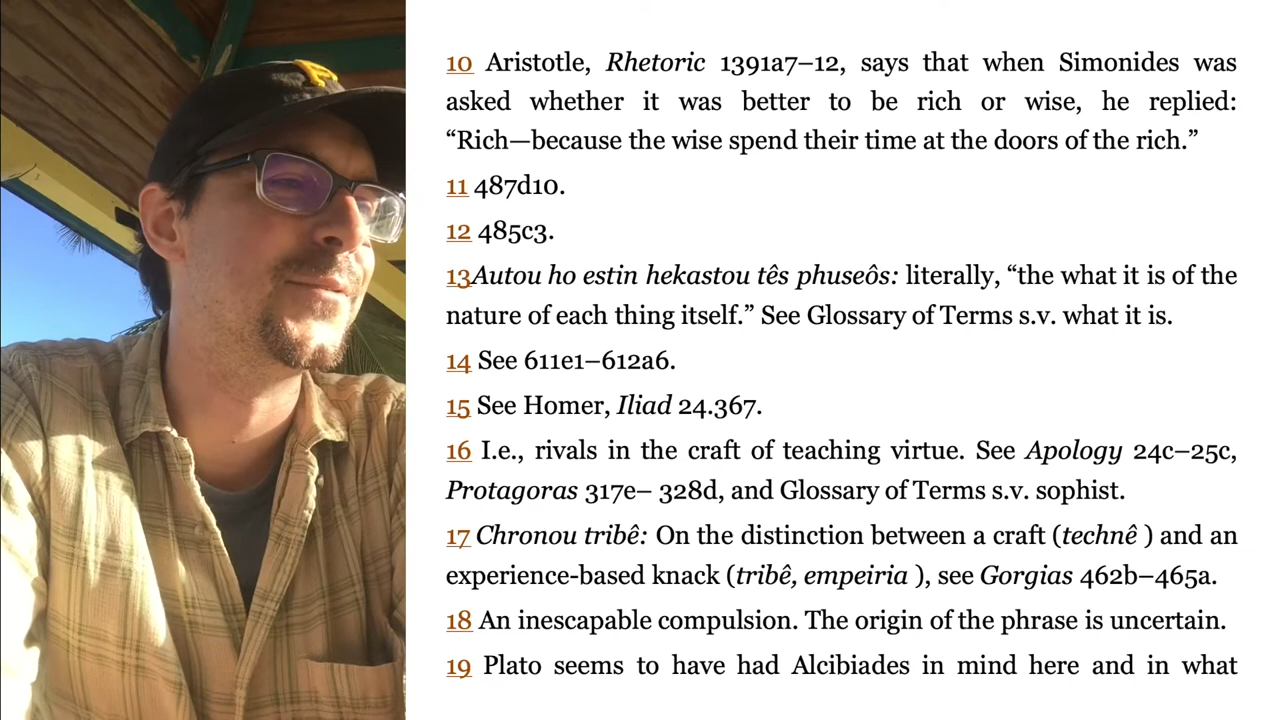 10 Aristotle, Rhetoric 1391a7–12, says that when Simonides was
asked whether it was better to be rich or wise, he replied:
“Rich—because the wise spend their time at the doors of the rich.”
11 487d10.
12 485c3.
13Autou ho estin hekastou tês phuseôs: literally, “the what it is of the
nature of each thing itself.” See Glossary of Terms s.v. what it is.
14 See 611e1–612a6.
15 See Homer, Iliad 24.367.
16 I.e., rivals in the craft of teaching virtue. See Apology 24c–25c,
Protagoras 317e– 328d, and Glossary of Terms s.v. sophist.
17 Chronou tribê: On the distinction between a craft (technê ) and an
experience-based knack (tribê, empeiria ), see Gorgias 462b–465a.
18 An inescapable compulsion. The origin of the phrase is uncertain.
19 Plato seems to have had Alcibiades in mind here and in what